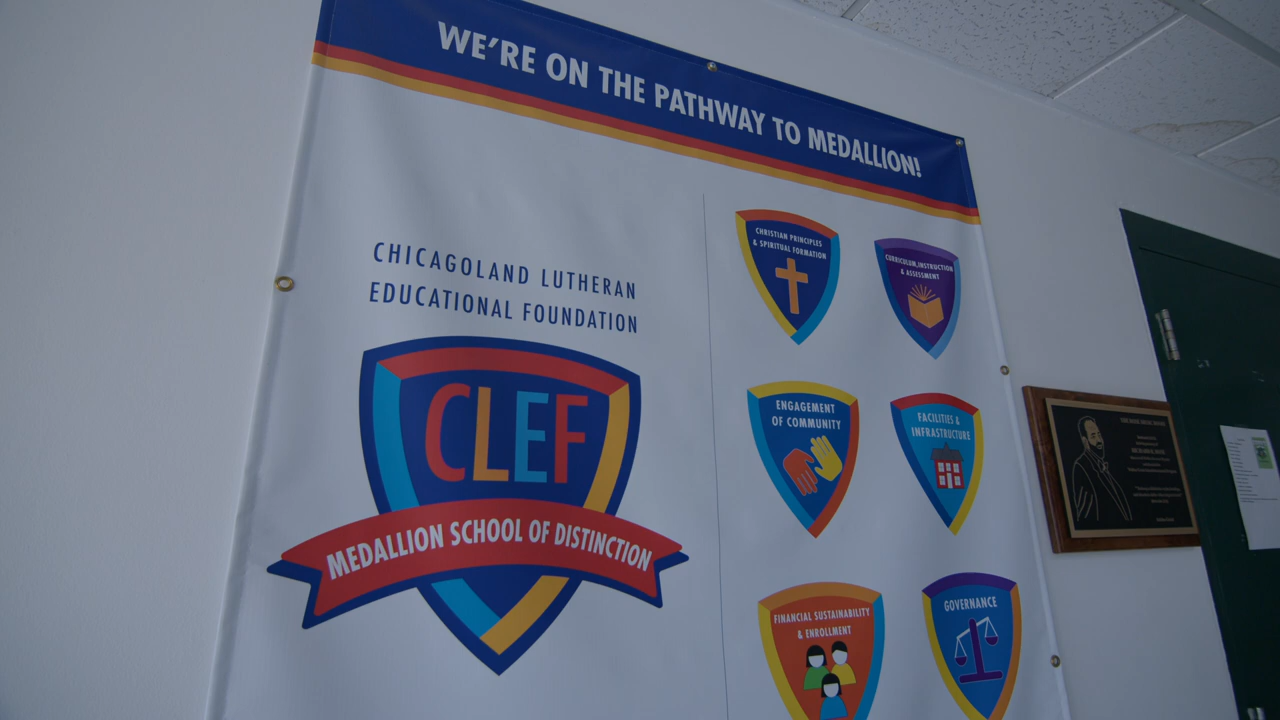 WE'RE ON THE PATHWAY TO MEDALLION!
CHICAGOLAND LUTHERAN
EDUCATIONAL FOUNDATION
CLEF
MEDALLION SCHOOL OF DISTINCTION
CHRISTIAN PRINCIPLES
& SPIRITUAL FORMATION
CURRICULUM, INSTRUCTION
& ASSESSMENT
ENGAGEMENT
OF COMMUNITY
FACILITIES &
INFRASTRUCTURE
FINANCIAL SUSTAINABILITY
& ENROLLMENT
GOVERNANCE